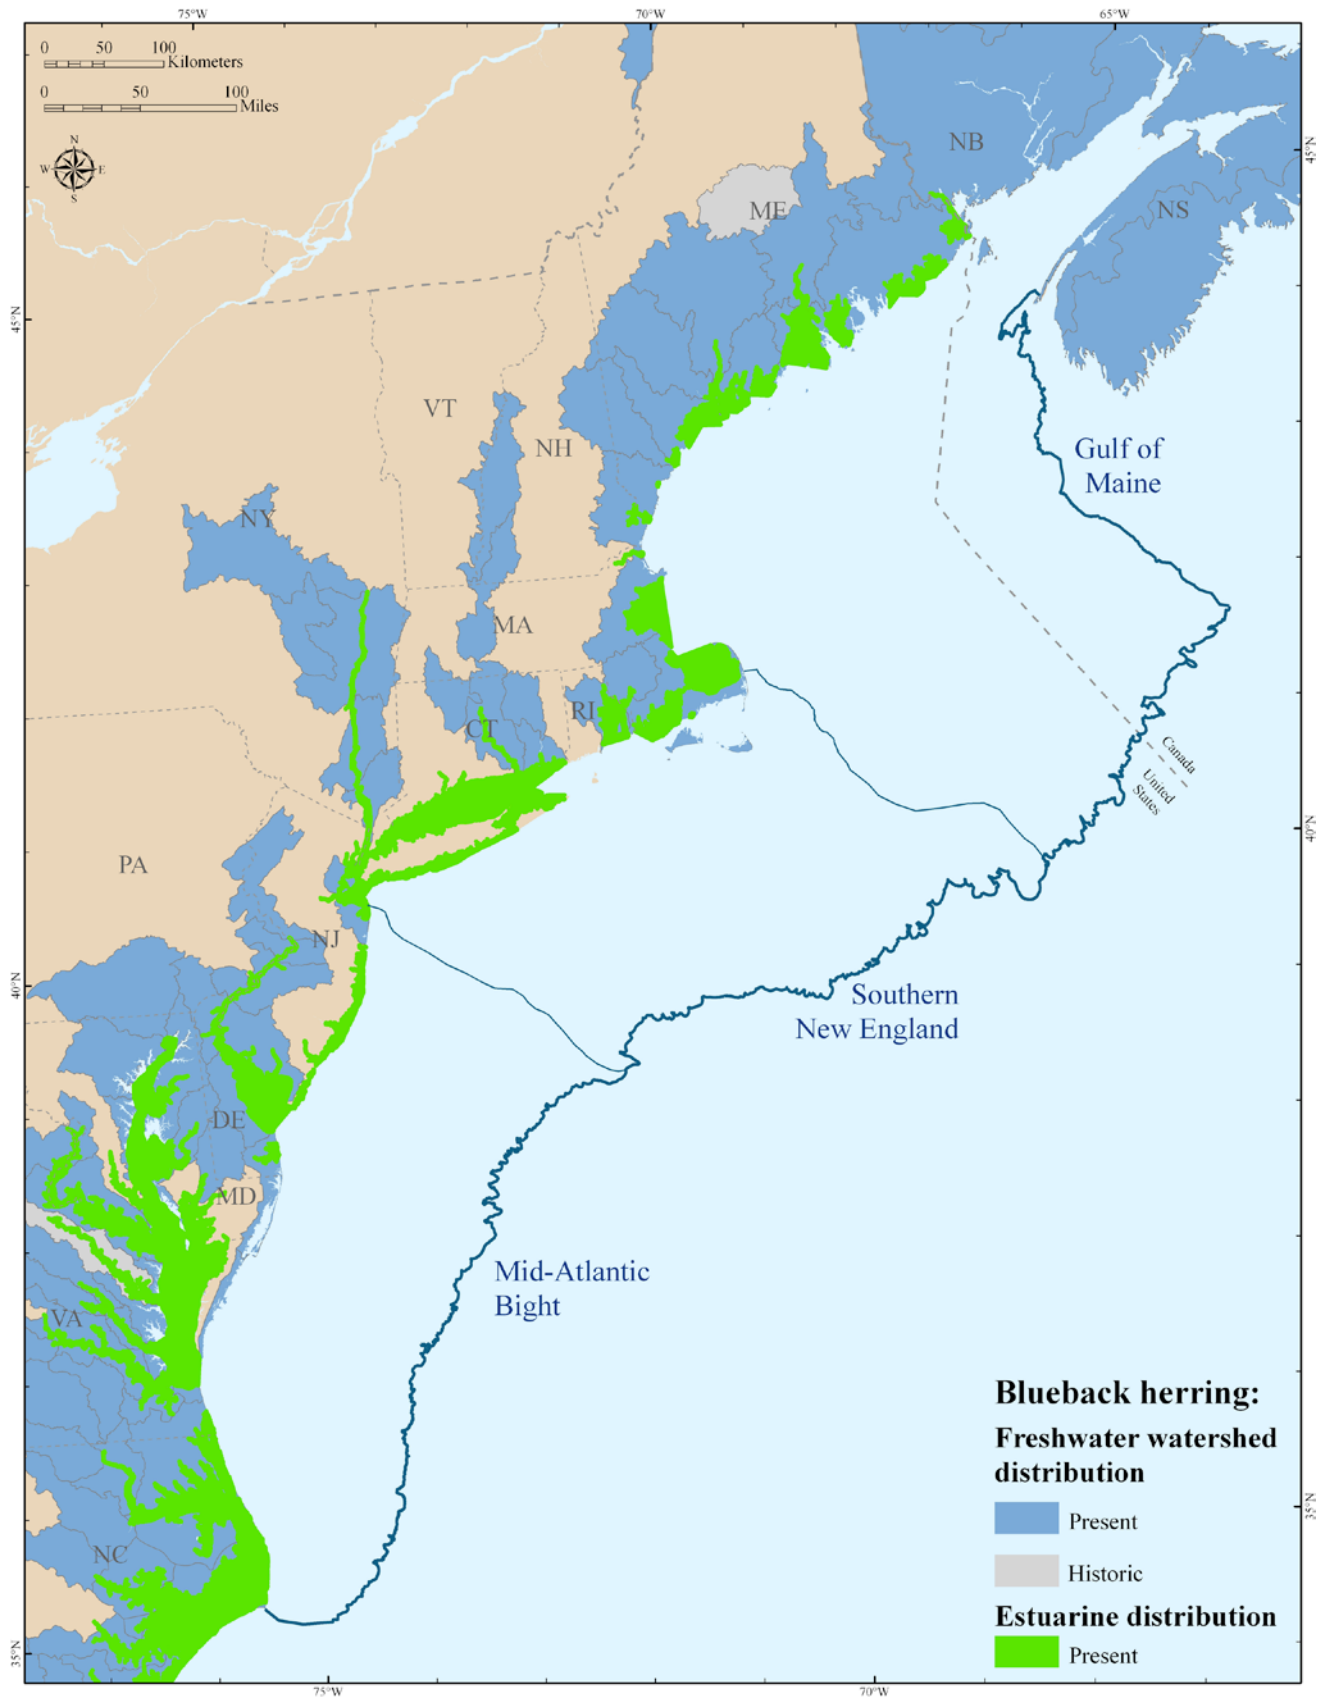 75°W 70°W 65°W
0 50 100
Kilometers
0 50 100
Miles
N
W E
S
NB
45°N
ME
NS
45°N
VT
NH
Gulf of
Maine
NY
MA
RI
CT
Canada
United
States
40°N
PA
NJ
40°N
Southern
New England
DE
MD
Mid-Atlantic
Bight
VA
Blueback herring:
Freshwater watershed
distribution
Present
35°N
NC
Historic
Estuarine distribution
Present
35°N
75°W 70°W